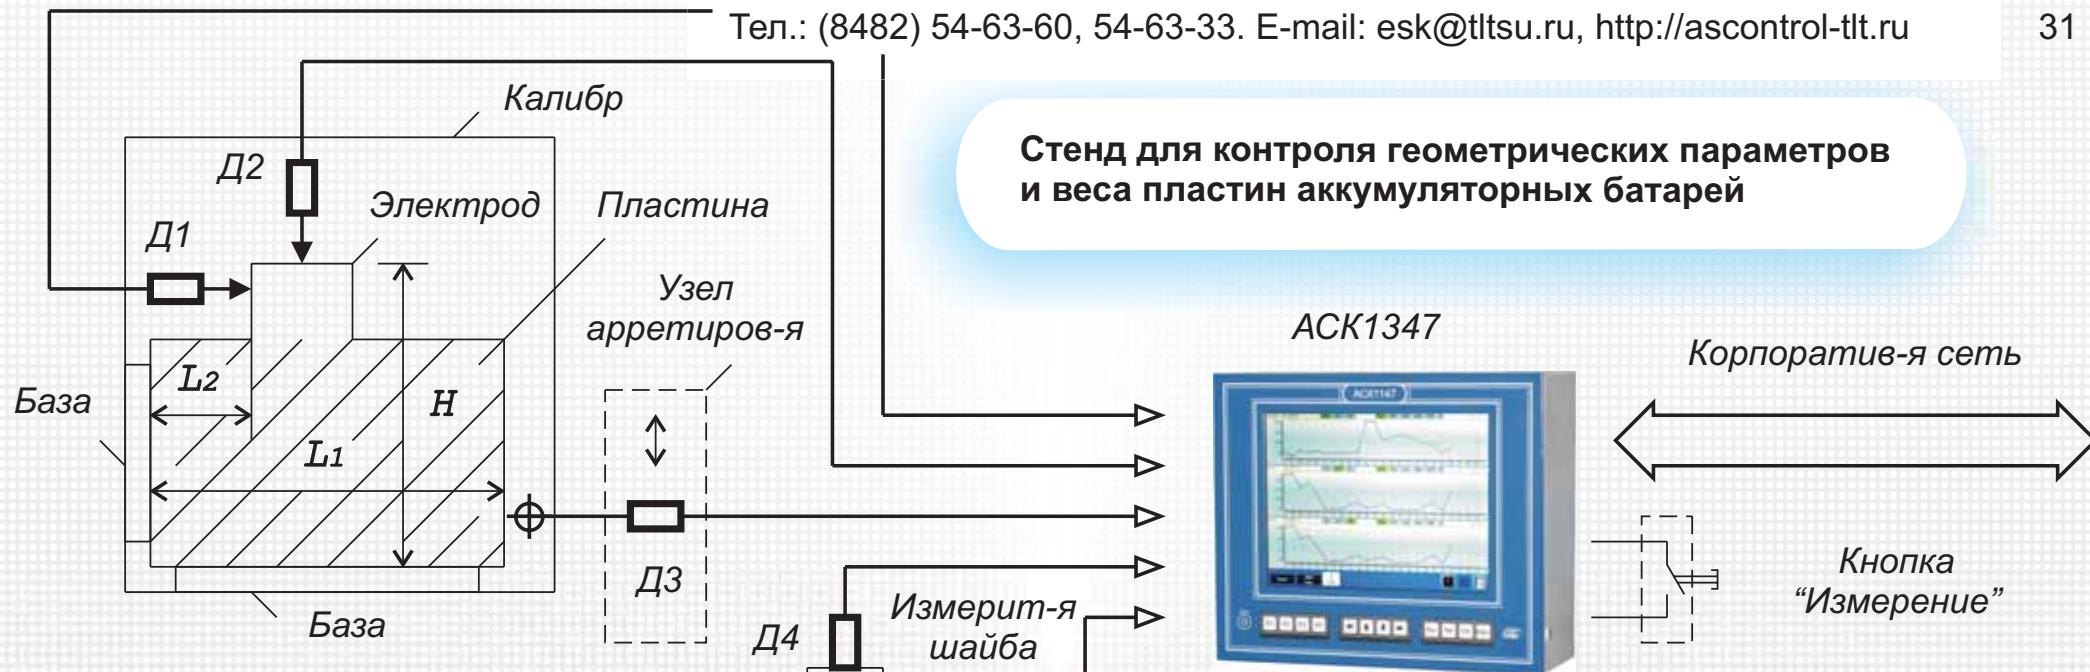 Тел.: (8482) 54-63-60, 54-63-33. E-mail: esk@tltsu.ru, http://ascontrol-tlt.ru
31
Калибр
Стенд для контроля геометрических параметров
и веса пластин аккумуляторных батарей
Д2
Электрод
Пластина
Д1
Узел
арретиров-я
АСК1347
Корпоратив-я сеть
L2
База
H
L1
АСК1147
Д3
Кнопка
“Измерение”
База
Д4
Измерит-я
шайба